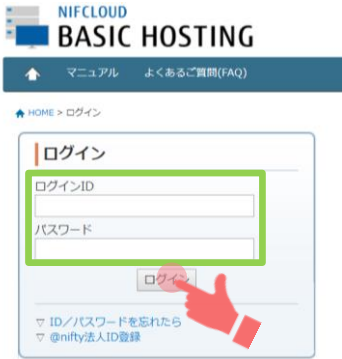 NIFCLOUD
BASIC HOSTING
マニュアル よくあるご質問(FAQ)
HOME > ログイン
ログイン
ログインID
パスワード
ログイン
▽ ID／パスワードを忘れたら
▽ @nifty法人ID登録